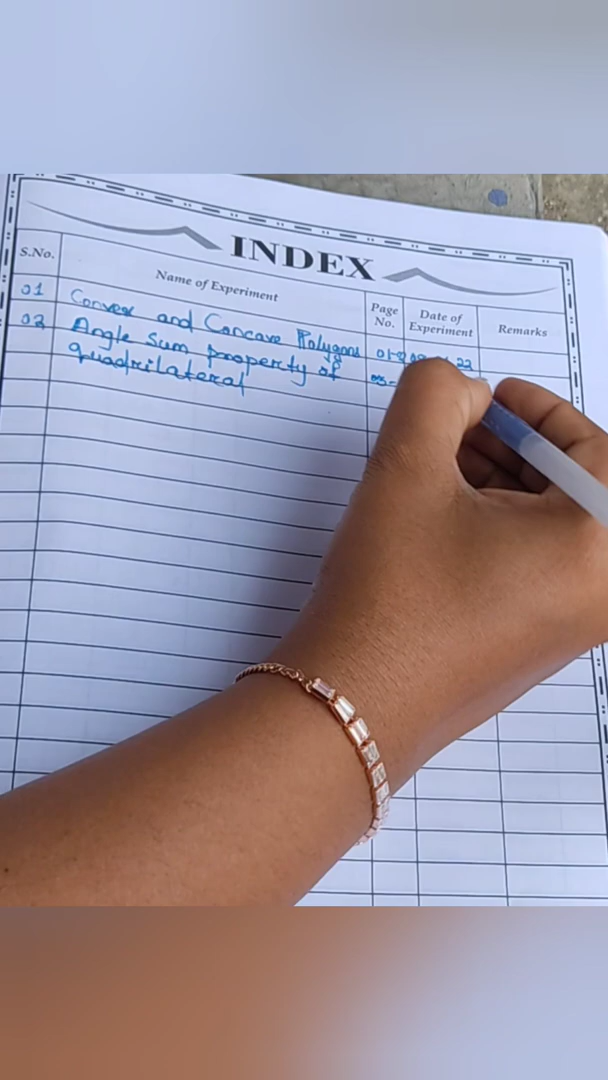 INDEX
S.No. Name of Experiment Page No. Date of Experiment Remarks
01 Convex and Concave Polygons
02 Angle Sum property of
quadrilateral